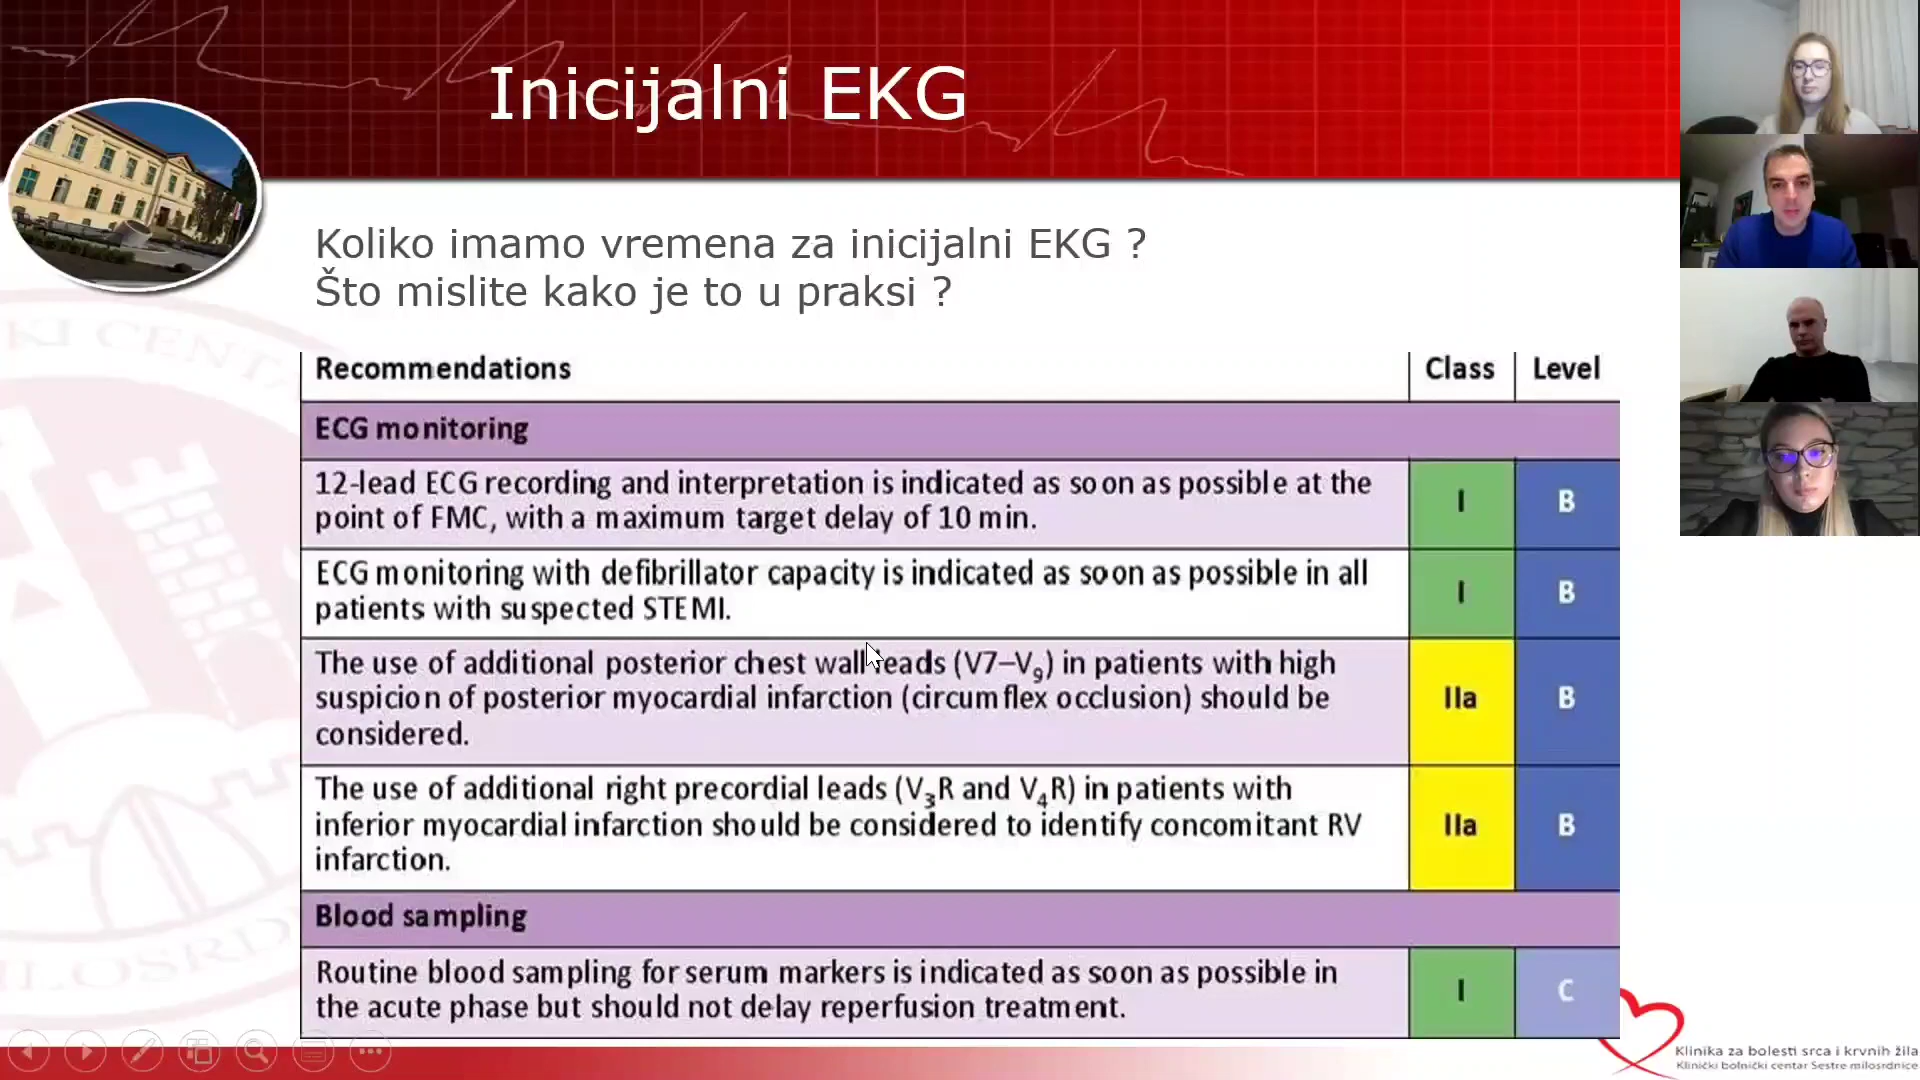 Inicijalni EKG
Koliko imamo vremena za inicijalni EKG ?
Što mislite kako je to u praksi ?
Recommendations Class Level
ECG monitoring
12-lead ECG recording and interpretation is indicated as soon as possible at the
point of FMC, with a maximum target delay of 10 min.
I B
ECG monitoring with defibrillator capacity is indicated as soon as possible in all
patients with suspected STEMI.
I B
The use of additional posterior chest wall leads (V7–V9) in patients with high
suspicion of posterior myocardial infarction (circumflex occlusion) should be
considered.
IIa B
The use of additional right precordial leads (V3R and V4R) in patients with
inferior myocardial infarction should be considered to identify concomitant RV
infarction.
IIa B
Blood sampling
Routine blood sampling for serum markers is indicated as soon as possible in
the acute phase but should not delay reperfusion treatment.
I C
Klinika za bolesti srca i krvnih žila
Klinički bolnički centar Sestre milosrdnice